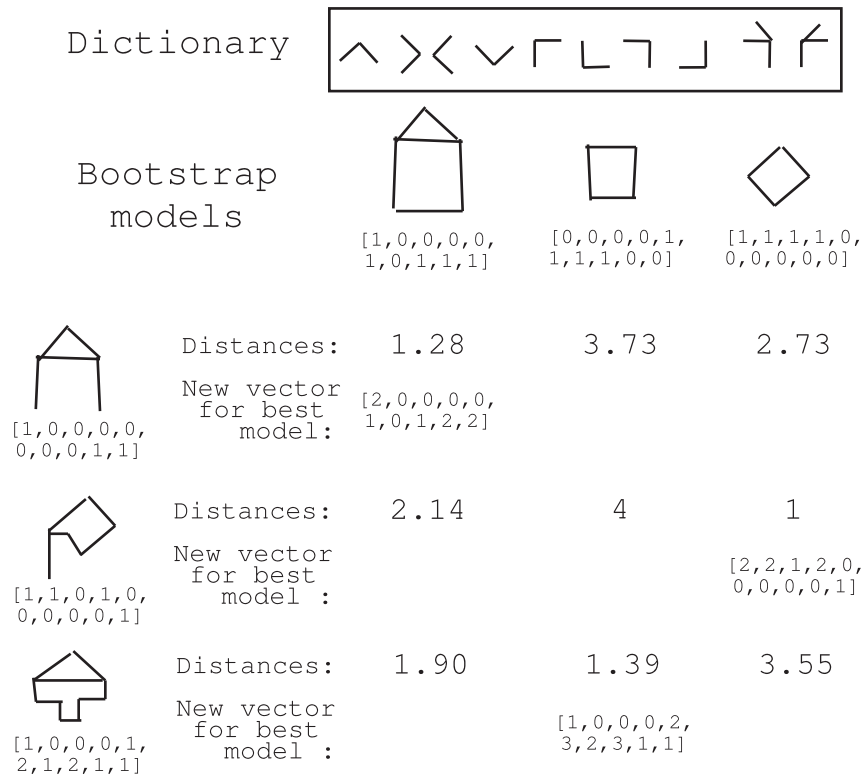 Dictionary
Bootstrap
models
[1,0,0,0,0,
1,0,1,1,1]
[0,0,0,0,1,
1,1,1,0,0]
[1,1,1,1,0,
0,0,0,0,0]
Distances: 1.28 3.73 2.73
New vector
for best
model:
[2,0,0,0,0,
1,0,1,2,2]
[1,0,0,0,0,
0,0,0,1,1]
Distances: 2.14 4 1
New vector
for best
model :
[2,2,1,2,0,
0,0,0,0,1]
[1,1,0,1,0,
0,0,0,0,1]
Distances: 1.90 1.39 3.55
New vector
for best
model :
[1,0,0,0,2,
3,2,3,1,1]
[1,0,0,0,1,
2,1,2,1,1]